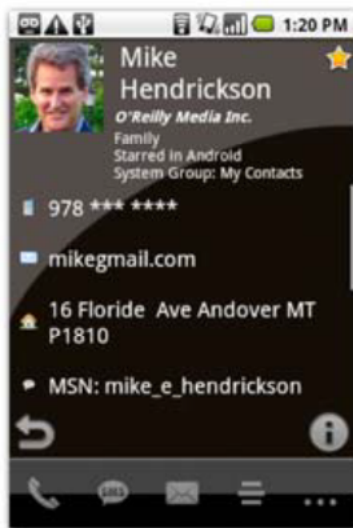 1:20 PM
Mike
Hendrickson
O'Reilly Media Inc.
Family
Starred in Android
System Group: My Contacts
978 *** ****
mikegmail.com
16 Floride Ave Andover MT
P1810
MSN: mike_e_hendrickson
SMS